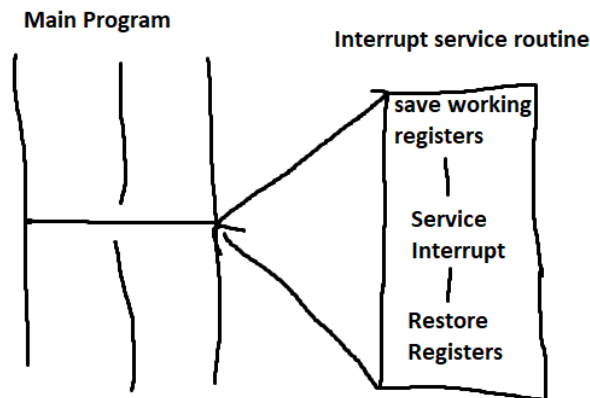 Main Program
Interrupt service routine
save working
registers
Service
Interrupt
Restore
Registers